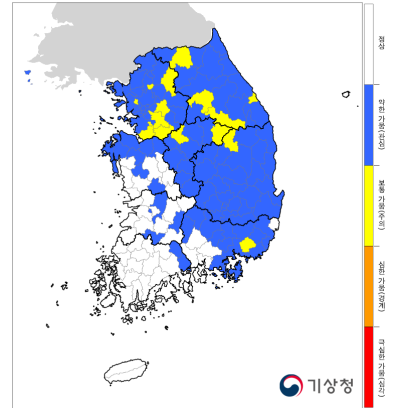 정상
약한 가뭄(관심)
보통 가뭄(주의)
심한 가뭄(경계)
극심한 가뭄(심각)
기상청